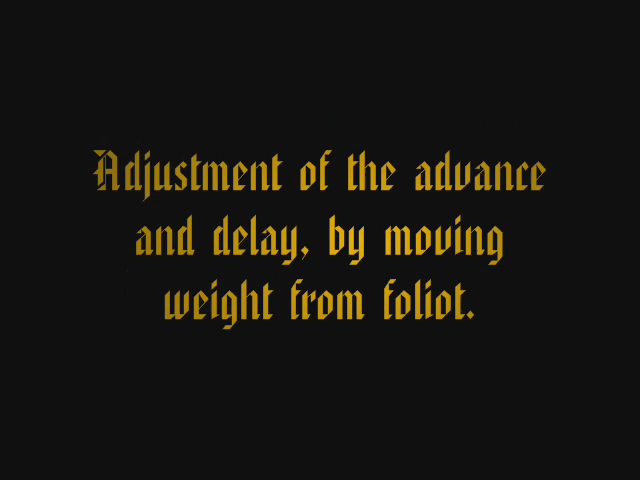 Adjustment of the advance
and delay, by moving
weight from foliot.